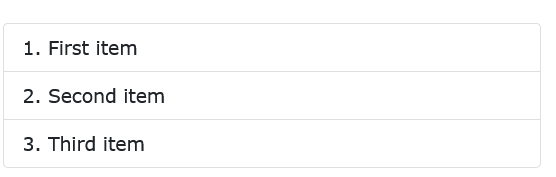 1. First item
2. Second item
3. Third item